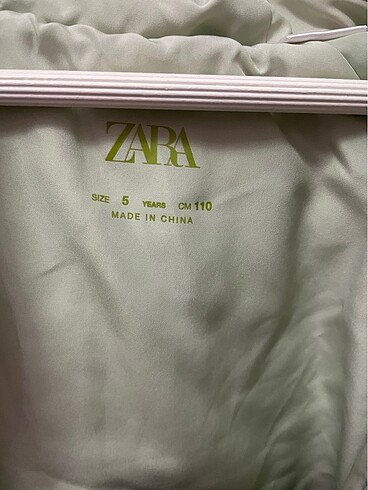 ZARA
SIZE 5 YEARS CM 110
MADE IN CHINA